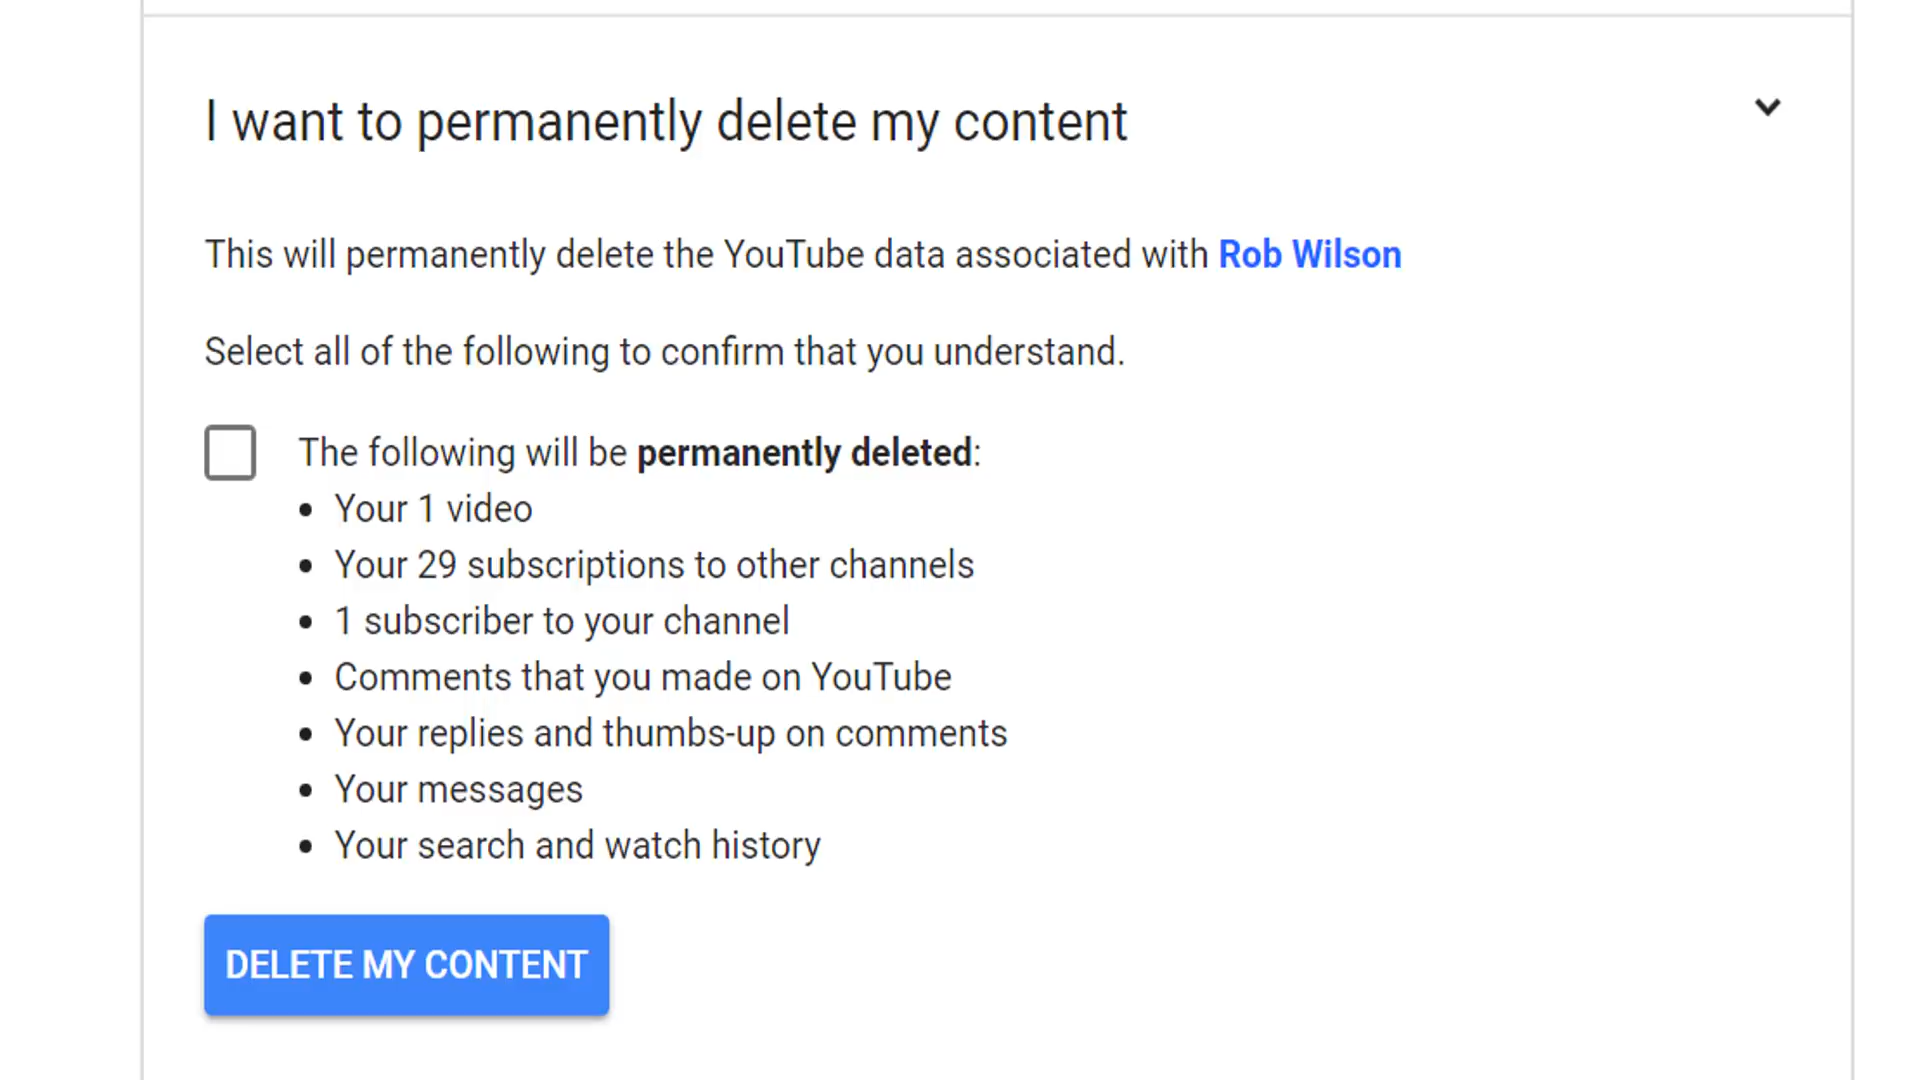 I want to permanently delete my content
This will permanently delete the YouTube data associated with Rob Wilson
Select all of the following to confirm that you understand.
The following will be permanently deleted:
• Your 1 video
• Your 29 subscriptions to other channels
• 1 subscriber to your channel
• Comments that you made on YouTube
• Your replies and thumbs-up on comments
• Your messages
• Your search and watch history
DELETE MY CONTENT